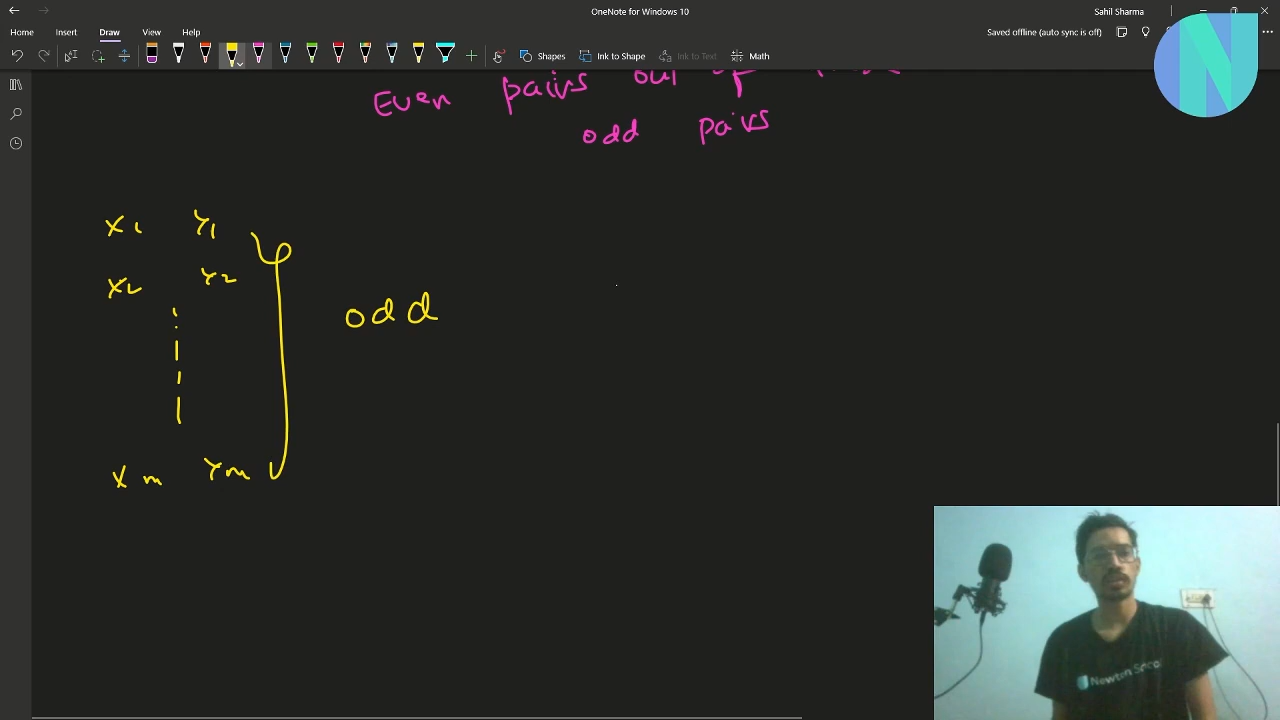 OneNote for Windows 10
Sahil Sharma
Home Insert Draw View Help
Saved offline (auto sync is off)
Shapes Ink to Shape Ink to Text Math
Even pairs out of
odd pairs
X1 Y1
X2 Y2
odd
Xm Ym
Newton School